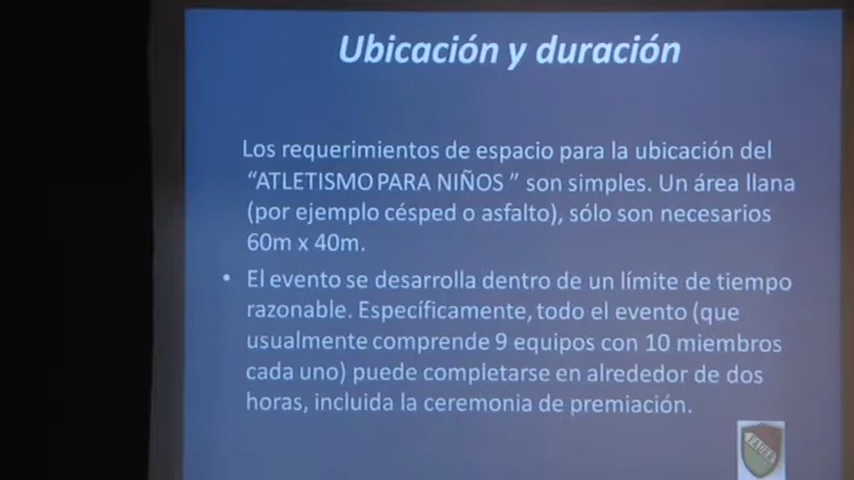 Ubicación y duración
Los requerimientos de espacio para la ubicación del
“ATLETISMO PARA NIÑOS ” son simples. Un área llana
(por ejemplo césped o asfalto), sólo son necesarios
60m x 40m.
• El evento se desarrolla dentro de un límite de tiempo
razonable. Específicamente, todo el evento (que
usualmente comprende 9 equipos con 10 miembros
cada uno) puede completarse en alrededor de dos
horas, incluida la ceremonia de premiación.